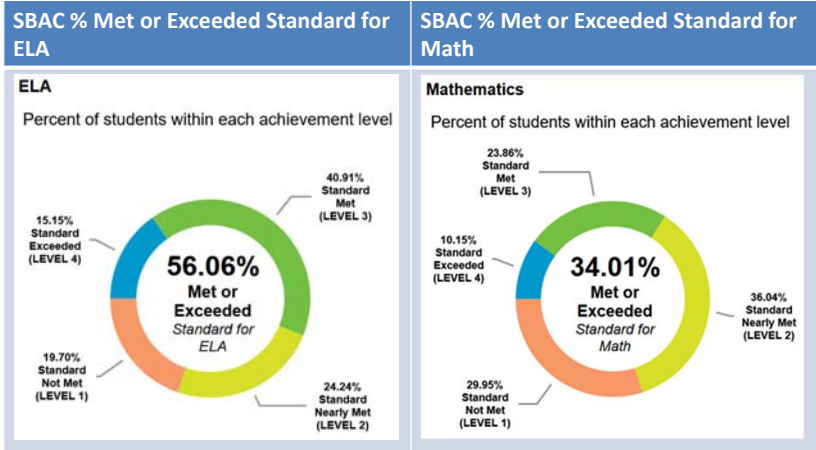 SBAC % Met or Exceeded Standard for
ELA
SBAC % Met or Exceeded Standard for
Math
ELA
Percent of students within each achievement level
40.91%
Standard
Met
(LEVEL 3)
15.15%
Standard
Exceeded
(LEVEL 4)
56.06%
Met or
Exceeded
Standard for
ELA
19.70%
Standard
Not Met
(LEVEL 1)
24.24%
Standard
Nearly Met
(LEVEL 2)
Mathematics
Percent of students within each achievement level
23.86%
Standard
Met
(LEVEL 3)
10.15%
Standard
Exceeded
(LEVEL 4)
34.01%
Met or
Exceeded
Standard for
Math
36.04%
Standard
Nearly Met
(LEVEL 2)
29.95%
Standard
Not Met
(LEVEL 1)